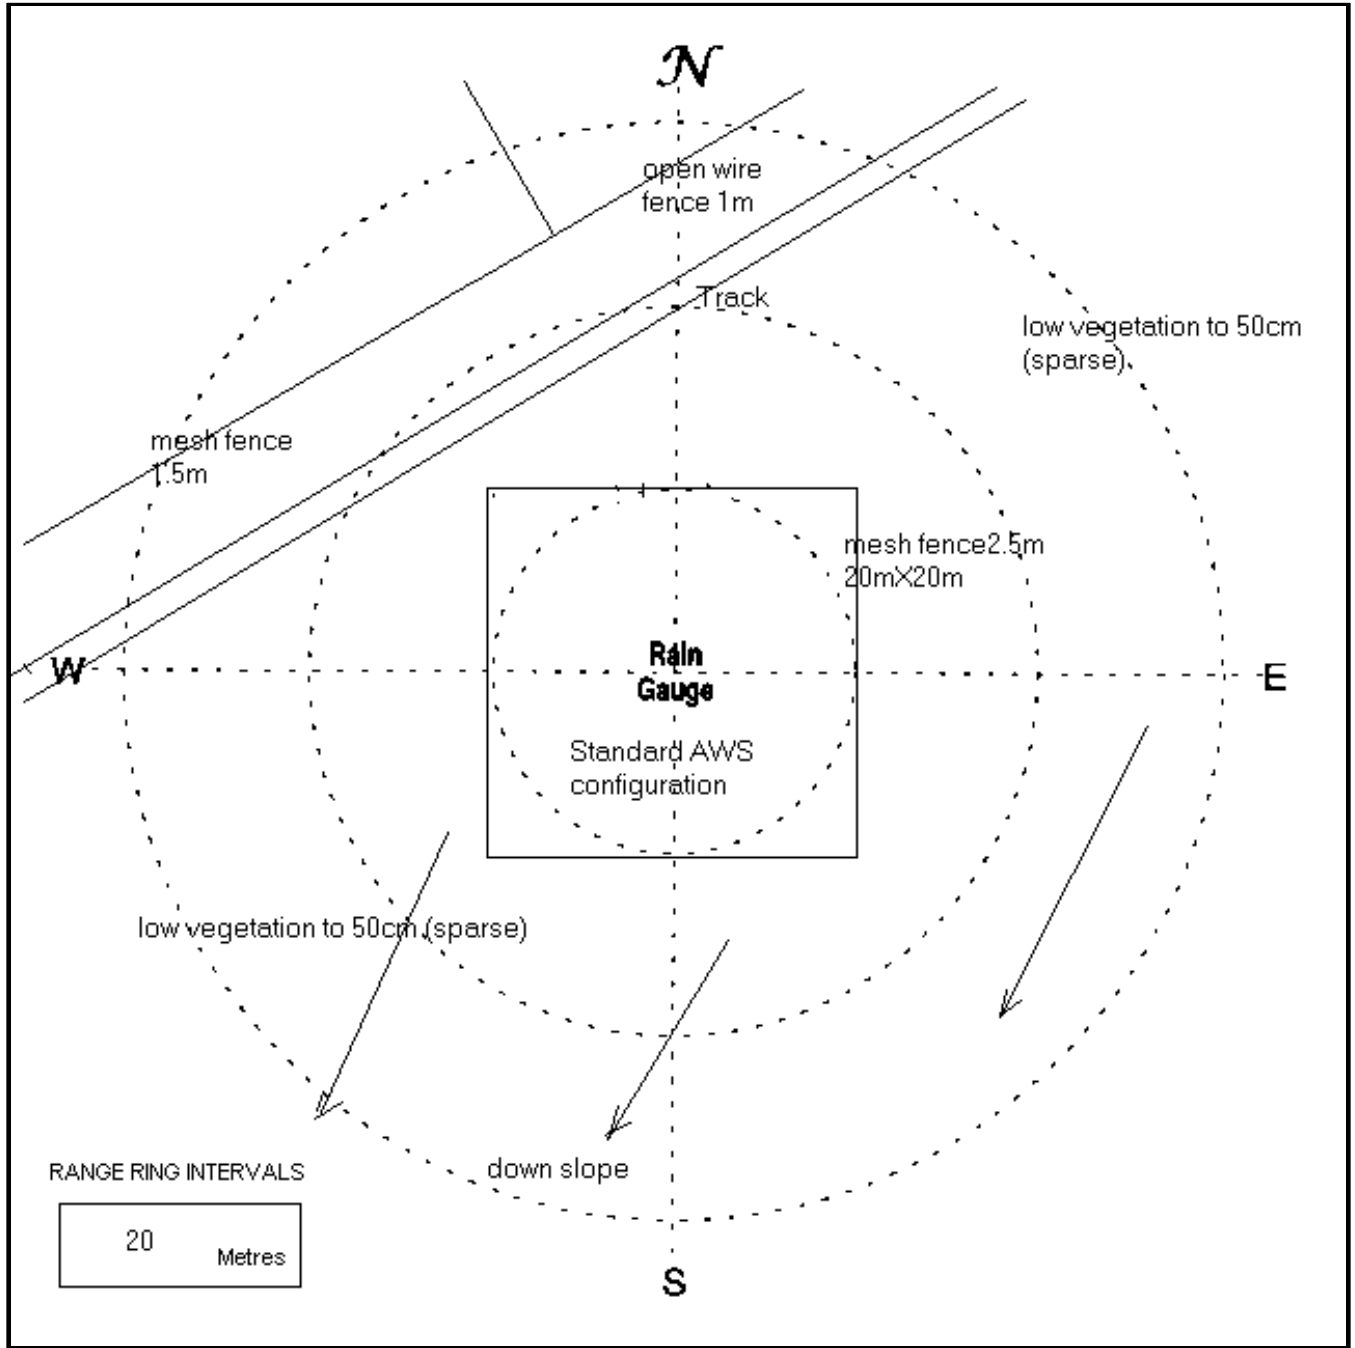 N
open wire
fence 1m
Track
low vegetation to 50cm
(sparse)
mesh fence
1.5m
mesh fence2.5m
20mX20m
W
Rain
Gauge
E
Standard AWS
configuration
low vegetation to 50cm (sparse)
down slope
RANGE RING INTERVALS
20 Metres
S